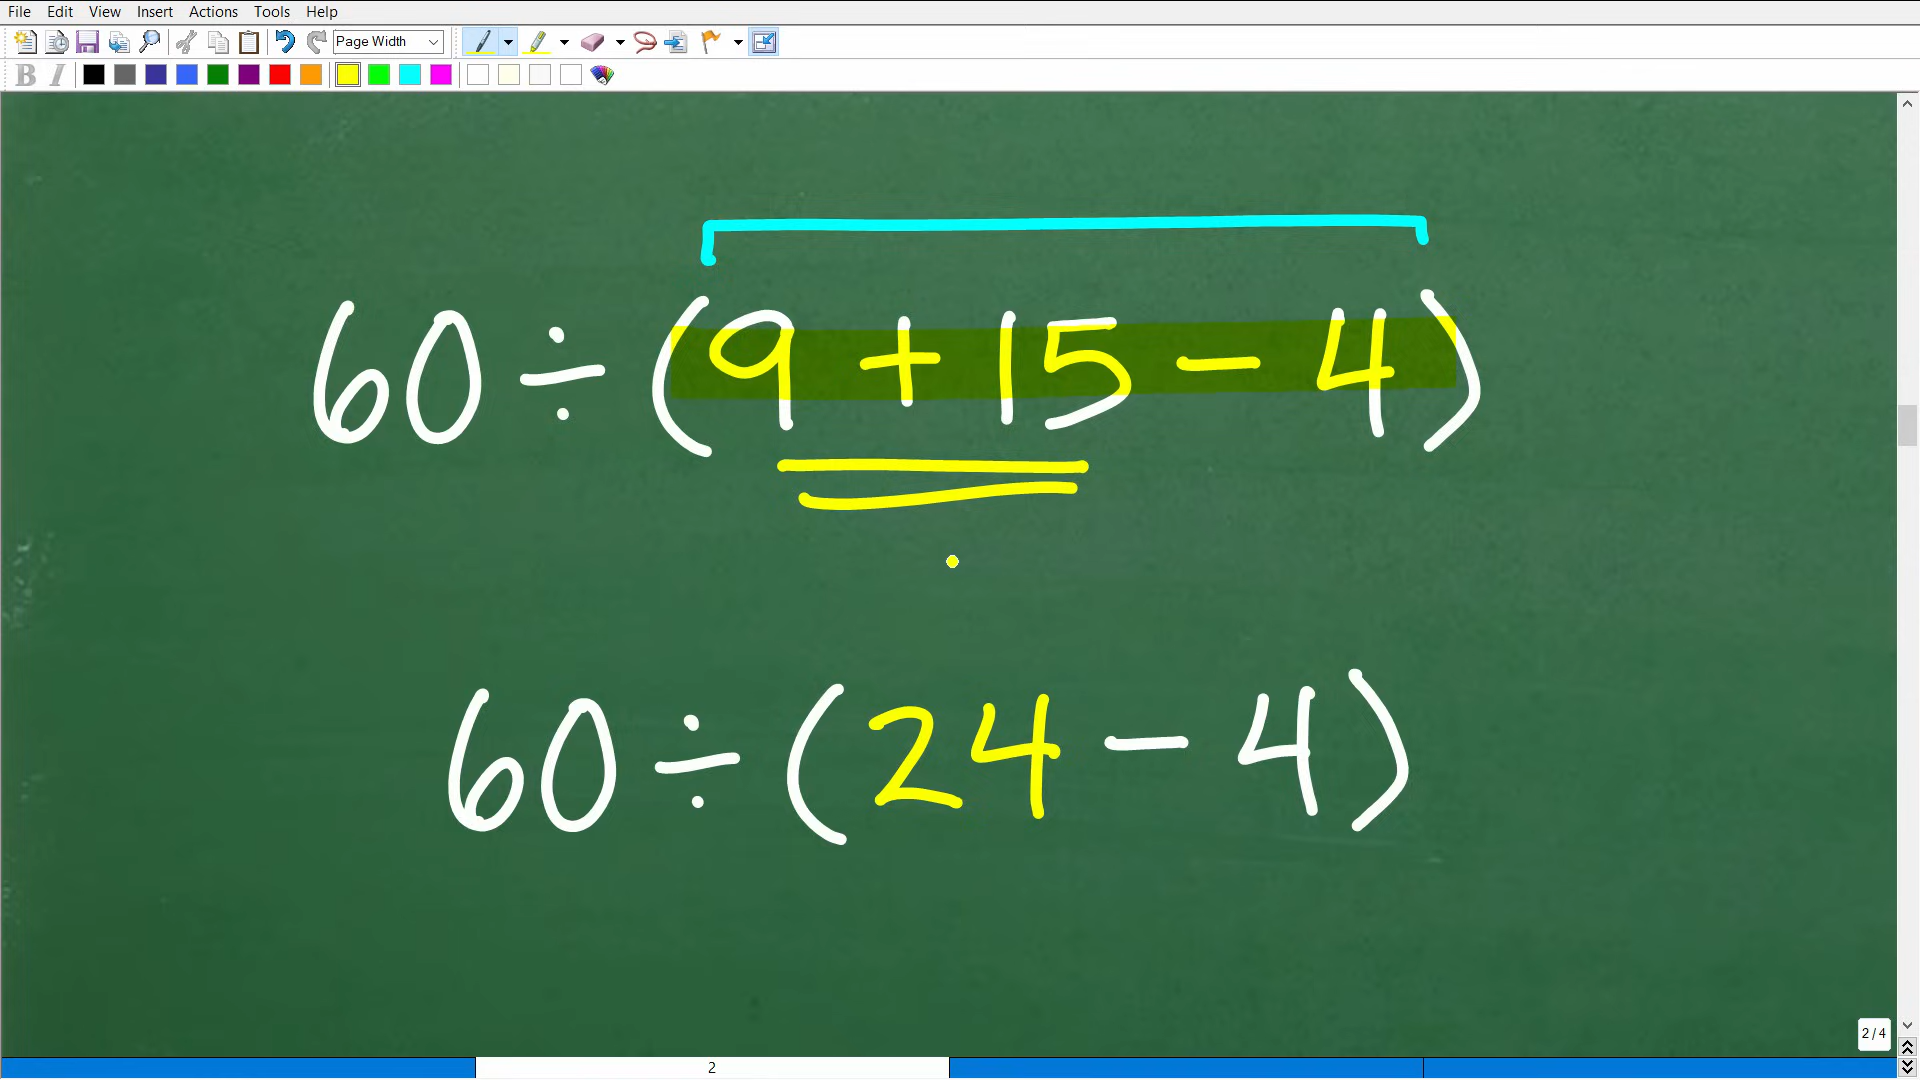 File Edit View Insert Actions Tools Help
Page Width
B I
60 ÷ (9 + 15 − 4)
60 ÷ (24 − 4)
2 / 4
2